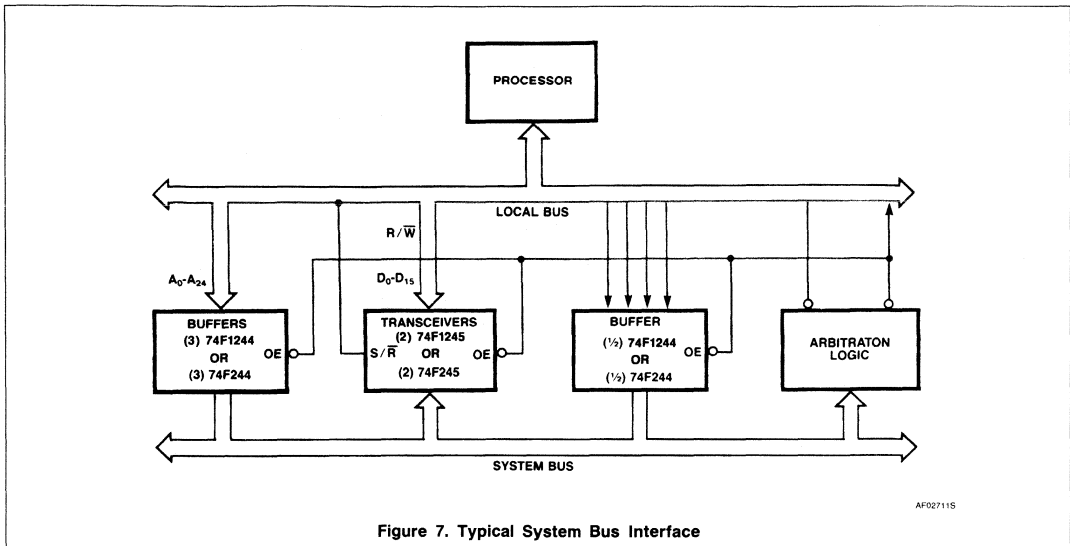 PROCESSOR
LOCAL BUS
R/W̅
A₀-A₂₄
D₀-D₁₅
BUFFERS
(3) 74F1244
OR
(3) 74F244
OE
TRANSCEIVERS
(2) 74F1245
S/R̅
OR
(2) 74F245
OE
BUFFER
(½) 74F1244
OR
(½) 74F244
OE
ARBITRATON
LOGIC
SYSTEM BUS
AF02711S
Figure 7. Typical System Bus Interface